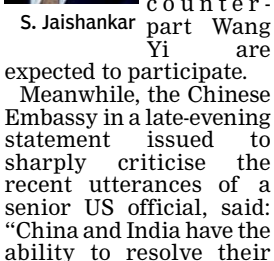 S. Jaishankar
counter-
part Wang
Yi are
expected to participate.
Meanwhile, the Chinese
Embassy in a late-evening
statement issued to
sharply criticise the
recent utterances of a
senior US official, said:
“China and India have the
ability to resolve their